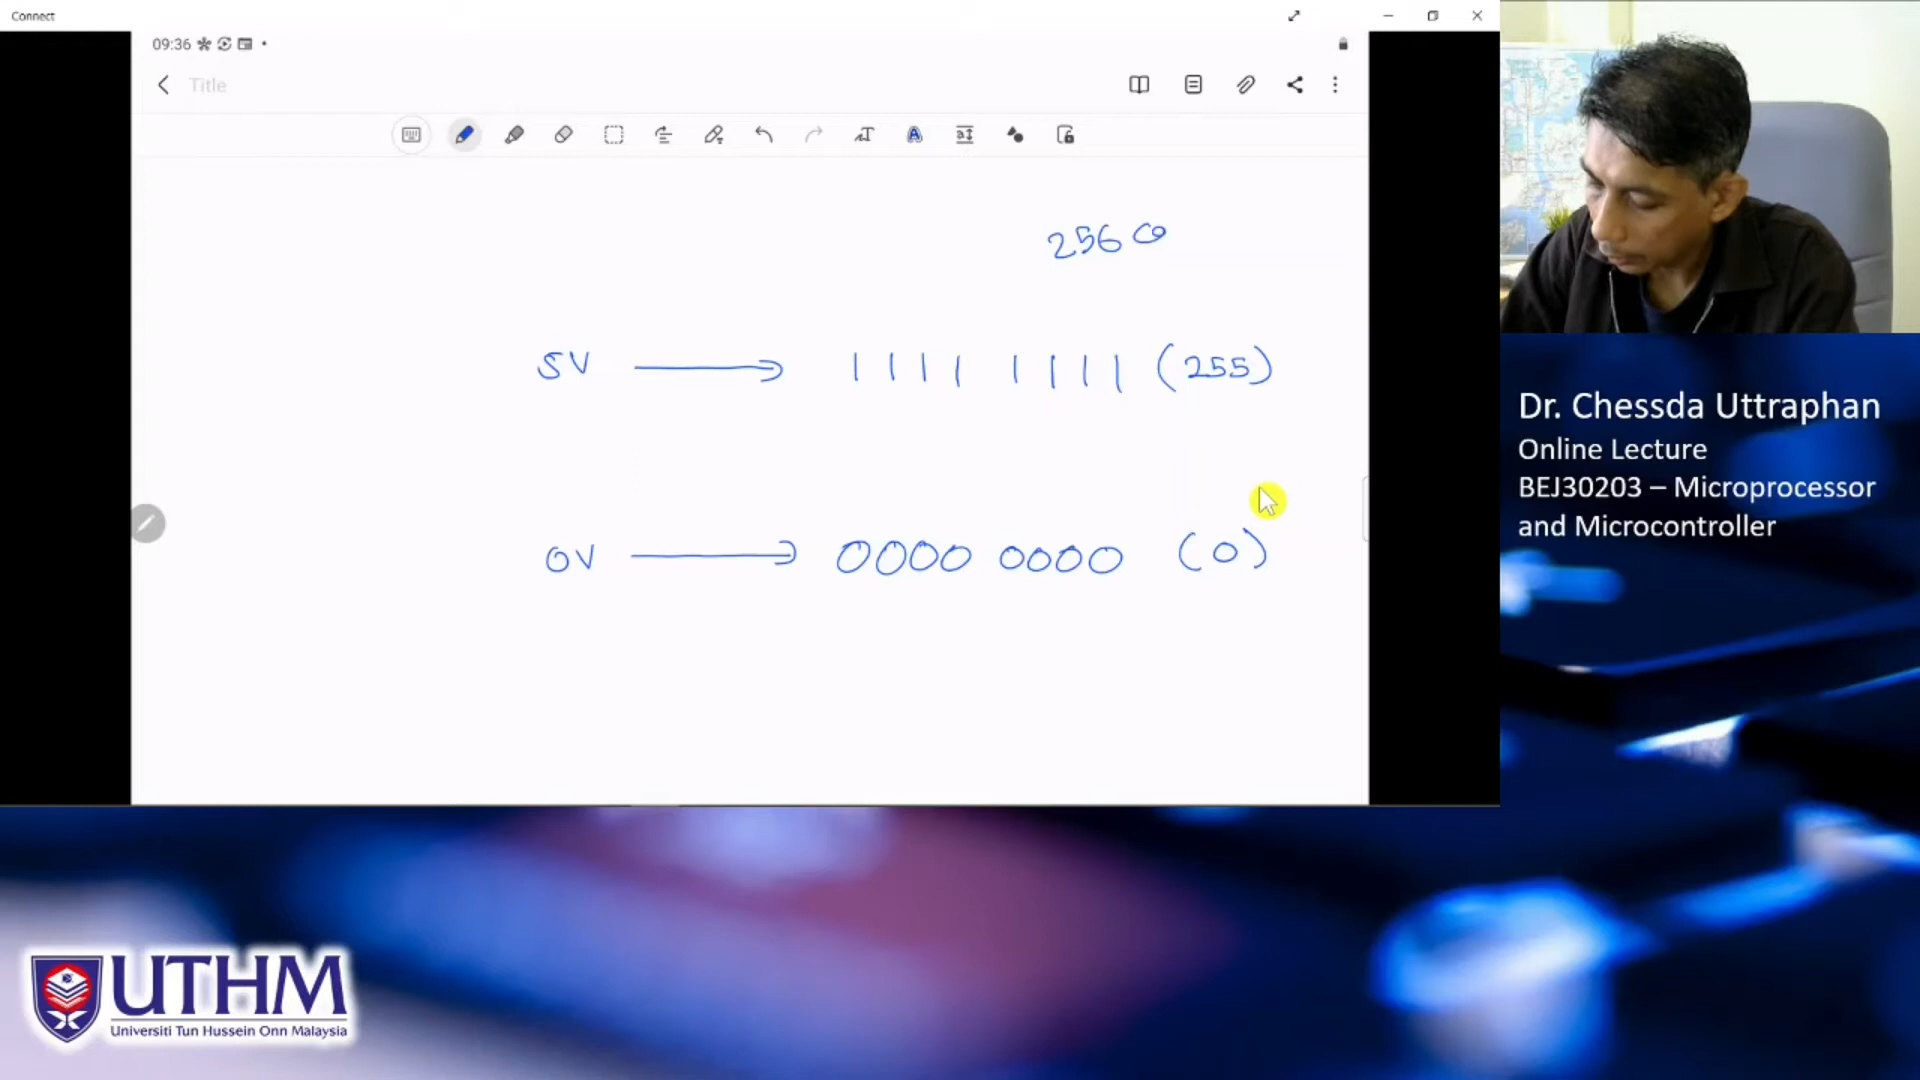 Connect
09:36
Title
256
5V → 1111 1111 (255)
0V → 0000 0000 (0)
Dr. Chessda Uttraphan
Online Lecture
BEJ30203 – Microprocessor
and Microcontroller
UTHM
Universiti Tun Hussein Onn Malaysia